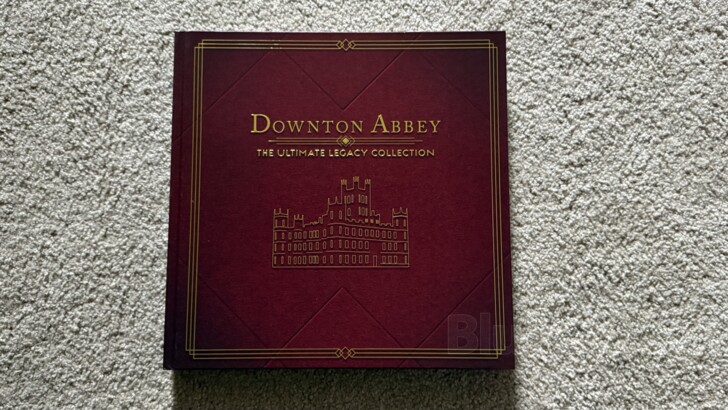 DOWNTON ABBEY
THE ULTIMATE LEGACY COLLECTION